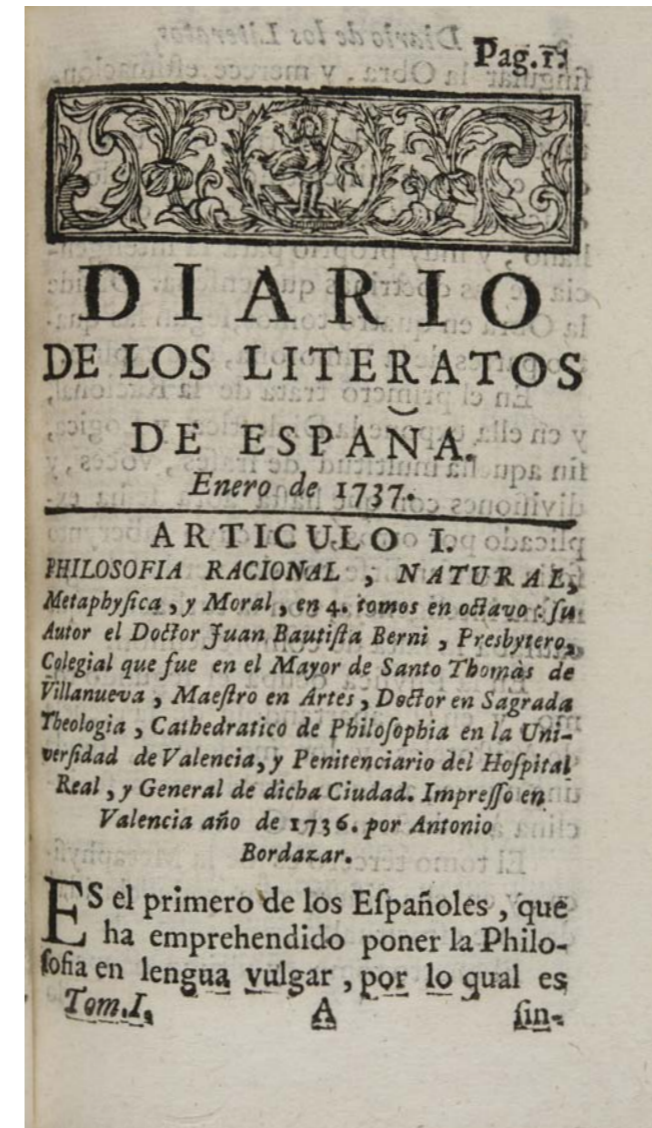 Pag. 1.
DIARIO
DE LOS LITERATOS
DE ESPAÑA.
Enero de 1737.
ARTICULO I.
PHILOSOFIA RACIONAL, NATURAL,
Metaphyſica, y Moral, en 4. tomos en octavo: ſu
Autor el Doctor Juan Bautiſta Berni, Presbytero,
Colegial que fue en el Mayor de Santo Thomàs de
Villanueva, Maeſtro en Artes, Doctor en Sagrada
Theologia, Cathedratico de Philoſophia en la Uni-
verſidad de Valencia, y Penitenciario del Hoſpital
Real, y General de dicha Ciudad. Impreſſo en
Valencia año de 1736. por Antonio
Bordazar.
ES el primero de los Eſpañoles, que
ha emprehendido poner la Philo-
ſofia en lengua vulgar, por lo qual es
Tom. I. A ſin-